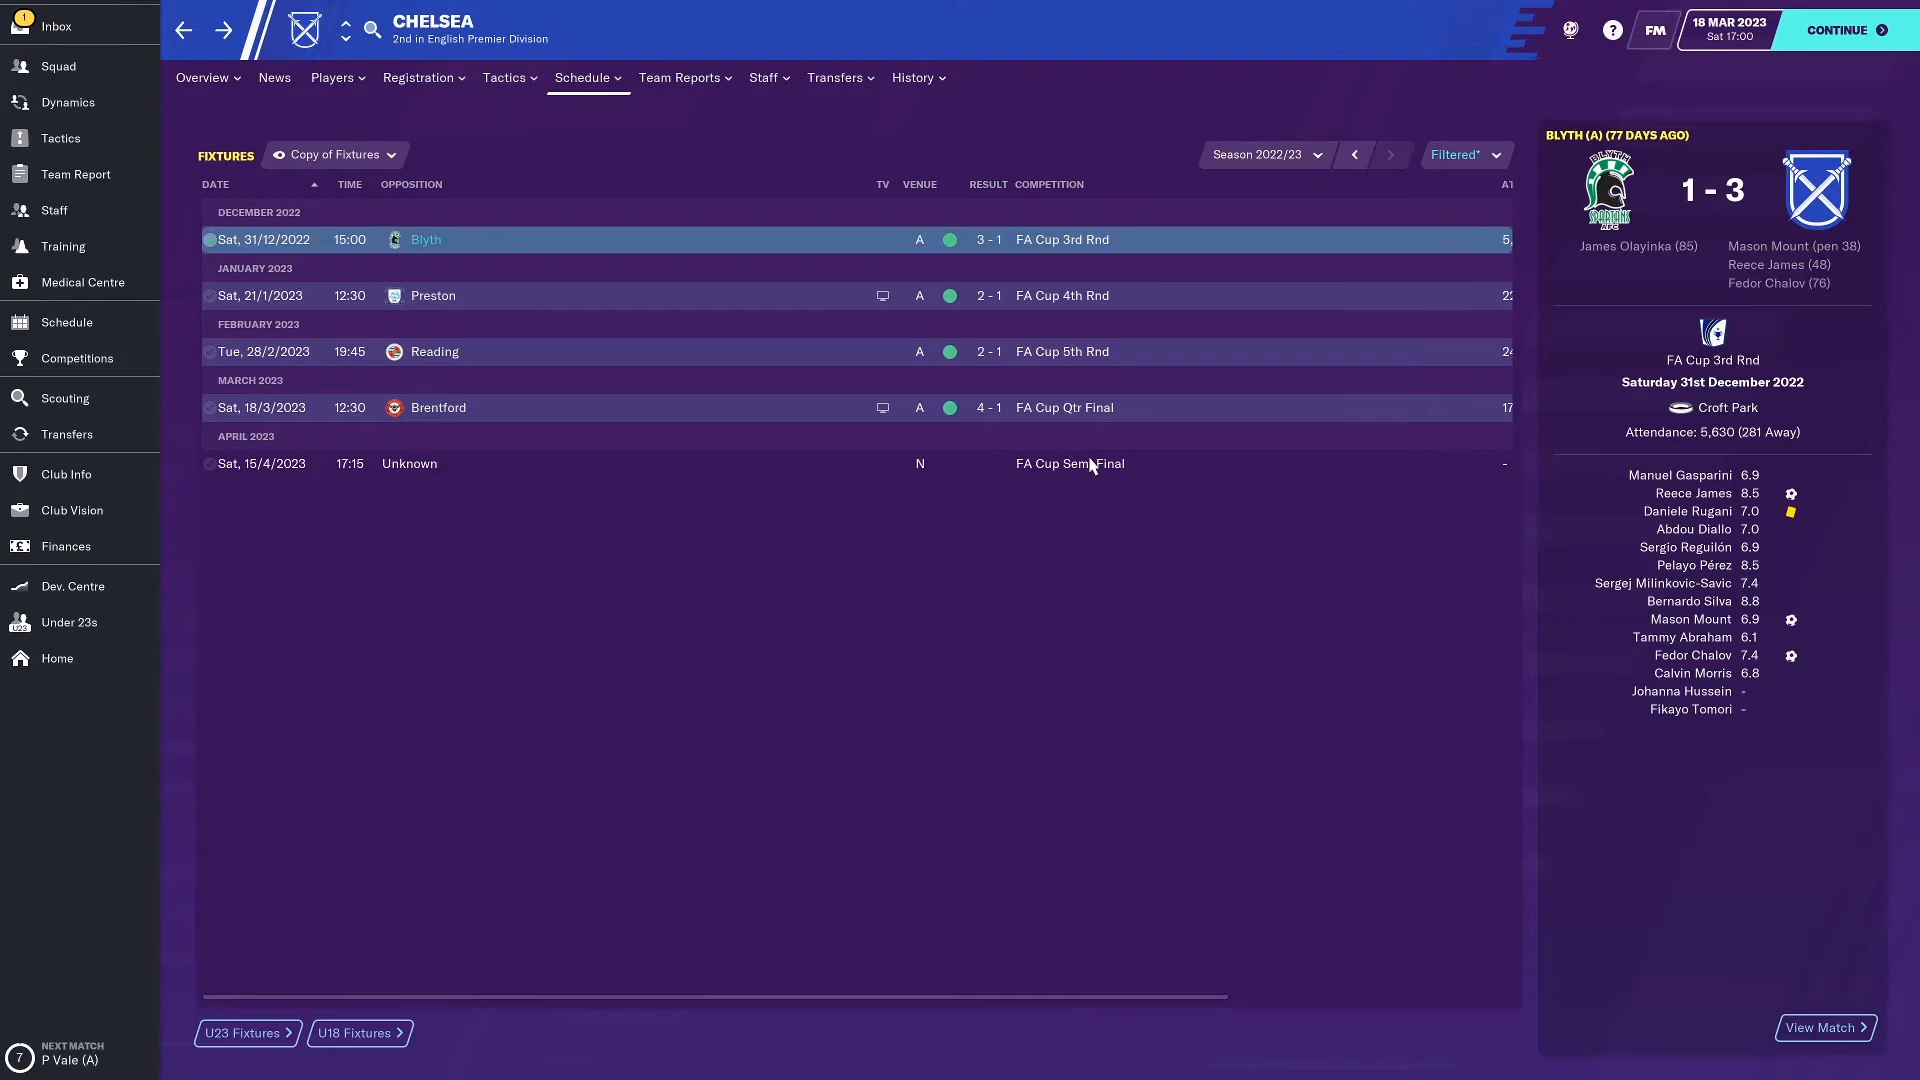 1
Inbox
Squad
Dynamics
Tactics
Team Report
Staff
Training
Medical Centre
Schedule
Competitions
Scouting
Transfers
Club Info
Club Vision
Finances
Dev. Centre
U23
Under 23s
Home
7
NEXT MATCH
P Vale (A)
CHELSEA
2nd in English Premier Division
?
FM
18 MAR 2023
Sat 17:00
CONTINUE
Overview News Players Registration Tactics Schedule Team Reports Staff Transfers History
FIXTURES Copy of Fixtures Season 2022/23 Filtered*
DATE TIME OPPOSITION TV VENUE RESULT COMPETITION AT
DECEMBER 2022
Sat, 31/12/2022 15:00 Blyth A 3 - 1 FA Cup 3rd Rnd 5,
JANUARY 2023
Sat, 21/1/2023 12:30 Preston A 2 - 1 FA Cup 4th Rnd 22
FEBRUARY 2023
Tue, 28/2/2023 19:45 Reading A 2 - 1 FA Cup 5th Rnd 24
MARCH 2023
Sat, 18/3/2023 12:30 Brentford A 4 - 1 FA Cup Qtr Final 17
APRIL 2023
Sat, 15/4/2023 17:15 Unknown N FA Cup Semi Final -
U23 Fixtures U18 Fixtures
BLYTH (A) (77 DAYS AGO)
BLYTH
SPARTANS
AFC
1 - 3
James Olayinka (85) Mason Mount (pen 38)
Reece James (48)
Fedor Chalov (76)
FA Cup 3rd Rnd
Saturday 31st December 2022
Croft Park
Attendance: 5,630 (281 Away)
Manuel Gasparini 6.9
Reece James 8.5
Daniele Rugani 7.0
Abdou Diallo 7.0
Sergio Reguilón 6.9
Pelayo Pérez 8.5
Sergej Milinkovic-Savic 7.4
Bernardo Silva 8.8
Mason Mount 6.9
Tammy Abraham 6.1
Fedor Chalov 7.4
Calvin Morris 6.8
Johanna Hussein -
Fikayo Tomori -
View Match